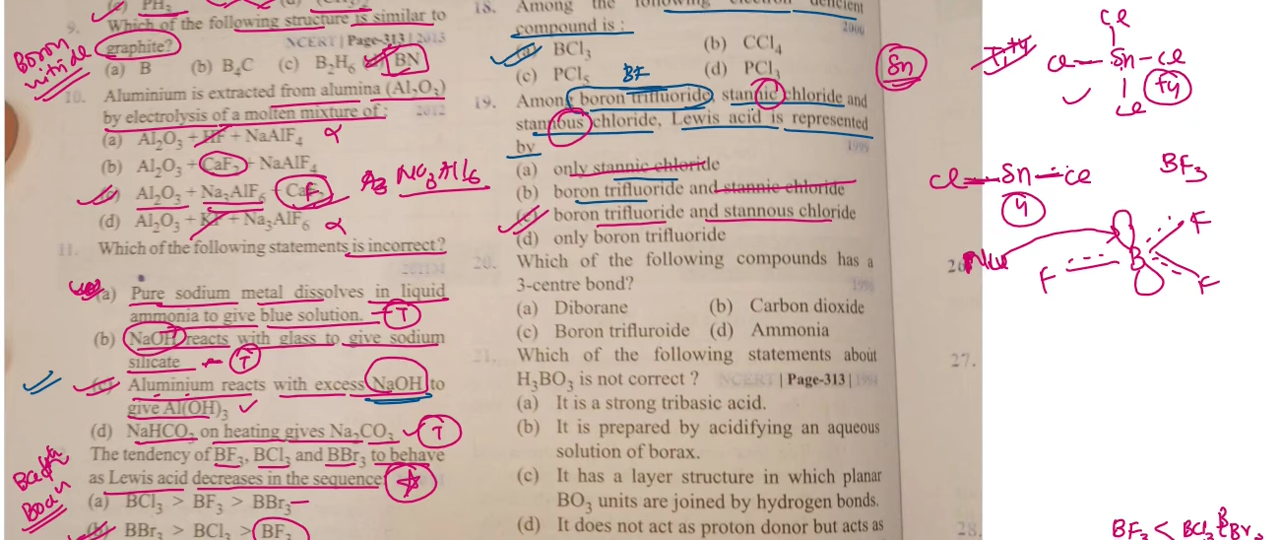 (c) PH₃
9. Which of the following structure is similar to
graphite? NCERT | Page-313 | 2013
(a) B (b) B₄C (c) B₂H₆ BN
Boron
nitride
10. Aluminium is extracted from alumina (Al₂O₃)
by electrolysis of a molten mixture of : 2012
(a) Al₂O₃ + HF + NaAlF₄
(b) Al₂O₃ + CaF₂ + NaAlF₄
(c) Al₂O₃ + Na₃AlF₆ + CaF₂
(d) Al₂O₃ + KF + Na₃AlF₆
11. Which of the following statements is incorrect?
(a) Pure sodium metal dissolves in liquid
ammonia to give blue solution. T
(b) NaOH reacts with glass to give sodium
silicate T
(c) Aluminium reacts with excess NaOH to
give Al(OH)₃
(d) NaHCO₃ on heating gives Na₂CO₃ T
The tendency of BF₃, BCl₃ and BBr₃ to behave
as Lewis acid decreases in the sequence
(a) BCl₃ > BF₃ > BBr₃
BBr₃ > BCl₃ > BF₃
Back
Bonding
18. Among the following electron deficient
compound is : 2000
(a) BCl₃ (b) CCl₄
(c) PCl₅ (d) PCl₃
BF
19. Among boron trifluoride, stannic chloride and
stannous chloride, Lewis acid is represented
by 1999
(a) only stannic chloride
(b) boron trifluoride and stannic chloride
(c) boron trifluoride and stannous chloride
(d) only boron trifluoride
20. Which of the following compounds has a
3-centre bond?
(a) Diborane (b) Carbon dioxide
(c) Boron trifluroide (d) Ammonia
21. Which of the following statements about
H₃BO₃ is not correct ? NCERT | Page-313 | 1994
(a) It is a strong tribasic acid.
(b) It is prepared by acidifying an aqueous
solution of borax.
(c) It has a layer structure in which planar
BO₃ units are joined by hydrogen bonds.
(d) It does not act as proton donor but acts as
Sn
Cl
Cl Sn Cl
Cl
+4
Cl Sn Cl
BF₃
Nu
F B F
F
26
27.
28.
BF₃ < BCl₃ BBr₃